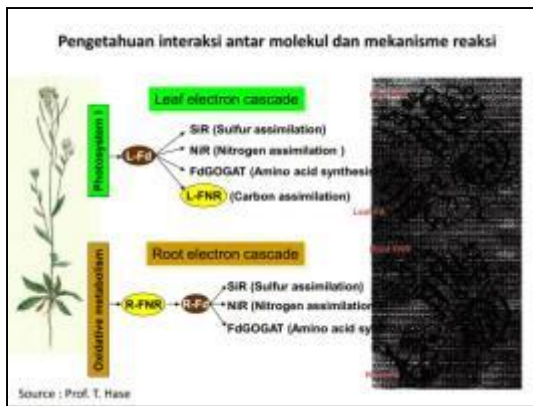 Pengetahuan interaksi antar molekul dan mekanisme reaksi
Leaf electron cascade
Photosystem I
L-Fd
SiR (Sulfur assimilation)
NiR (Nitrogen assimilation )
FdGOGAT (Amino acid synthesis
L-FNR
(Carbon assimilation)
Root electron cascade
Oxidative metabolism
R-FNR
R-Fd
SiR (Sulfur assimilation)
NiR (Nitrogen assimilation
FdGOGAT (Amino acid
Source : Prof. T. Hase